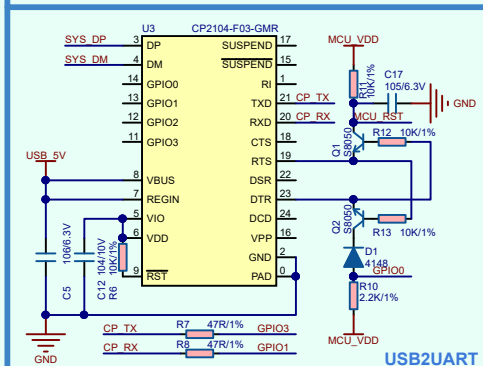 U3 CP2104-F03-GMR
SYS_DP 3 DP SUSPEND 17
SYS_DM 4 DM SUSPEND 15
14 GPIO0 RI 1
13 GPIO1 TXD 21 CP_TX
12 GPIO2 RXD 20 CP_RX
11 GPIO3 CTS 18
RTS 19
USB_5V
8 VBUS DSR 22
7 REGIN DTR 23
5 VIO DCD 24
6 VDD VPP 16
GND 2
9 RST PAD 0
106/6.3V
C5
104/10V
C12
10K/1%
R6
MCU_VDD
R11
10K/1%
C17
105/6.3V
GND
MCU_RST
Q1
S8050
R12 10K/1%
Q2
S8050
R13 10K/1%
D1
4148
GPIO0
R10
2.2K/1%
MCU_VDD
GND
CP_TX R7 47R/1% GPIO3
CP_RX R8 47R/1% GPIO1
USB2UART